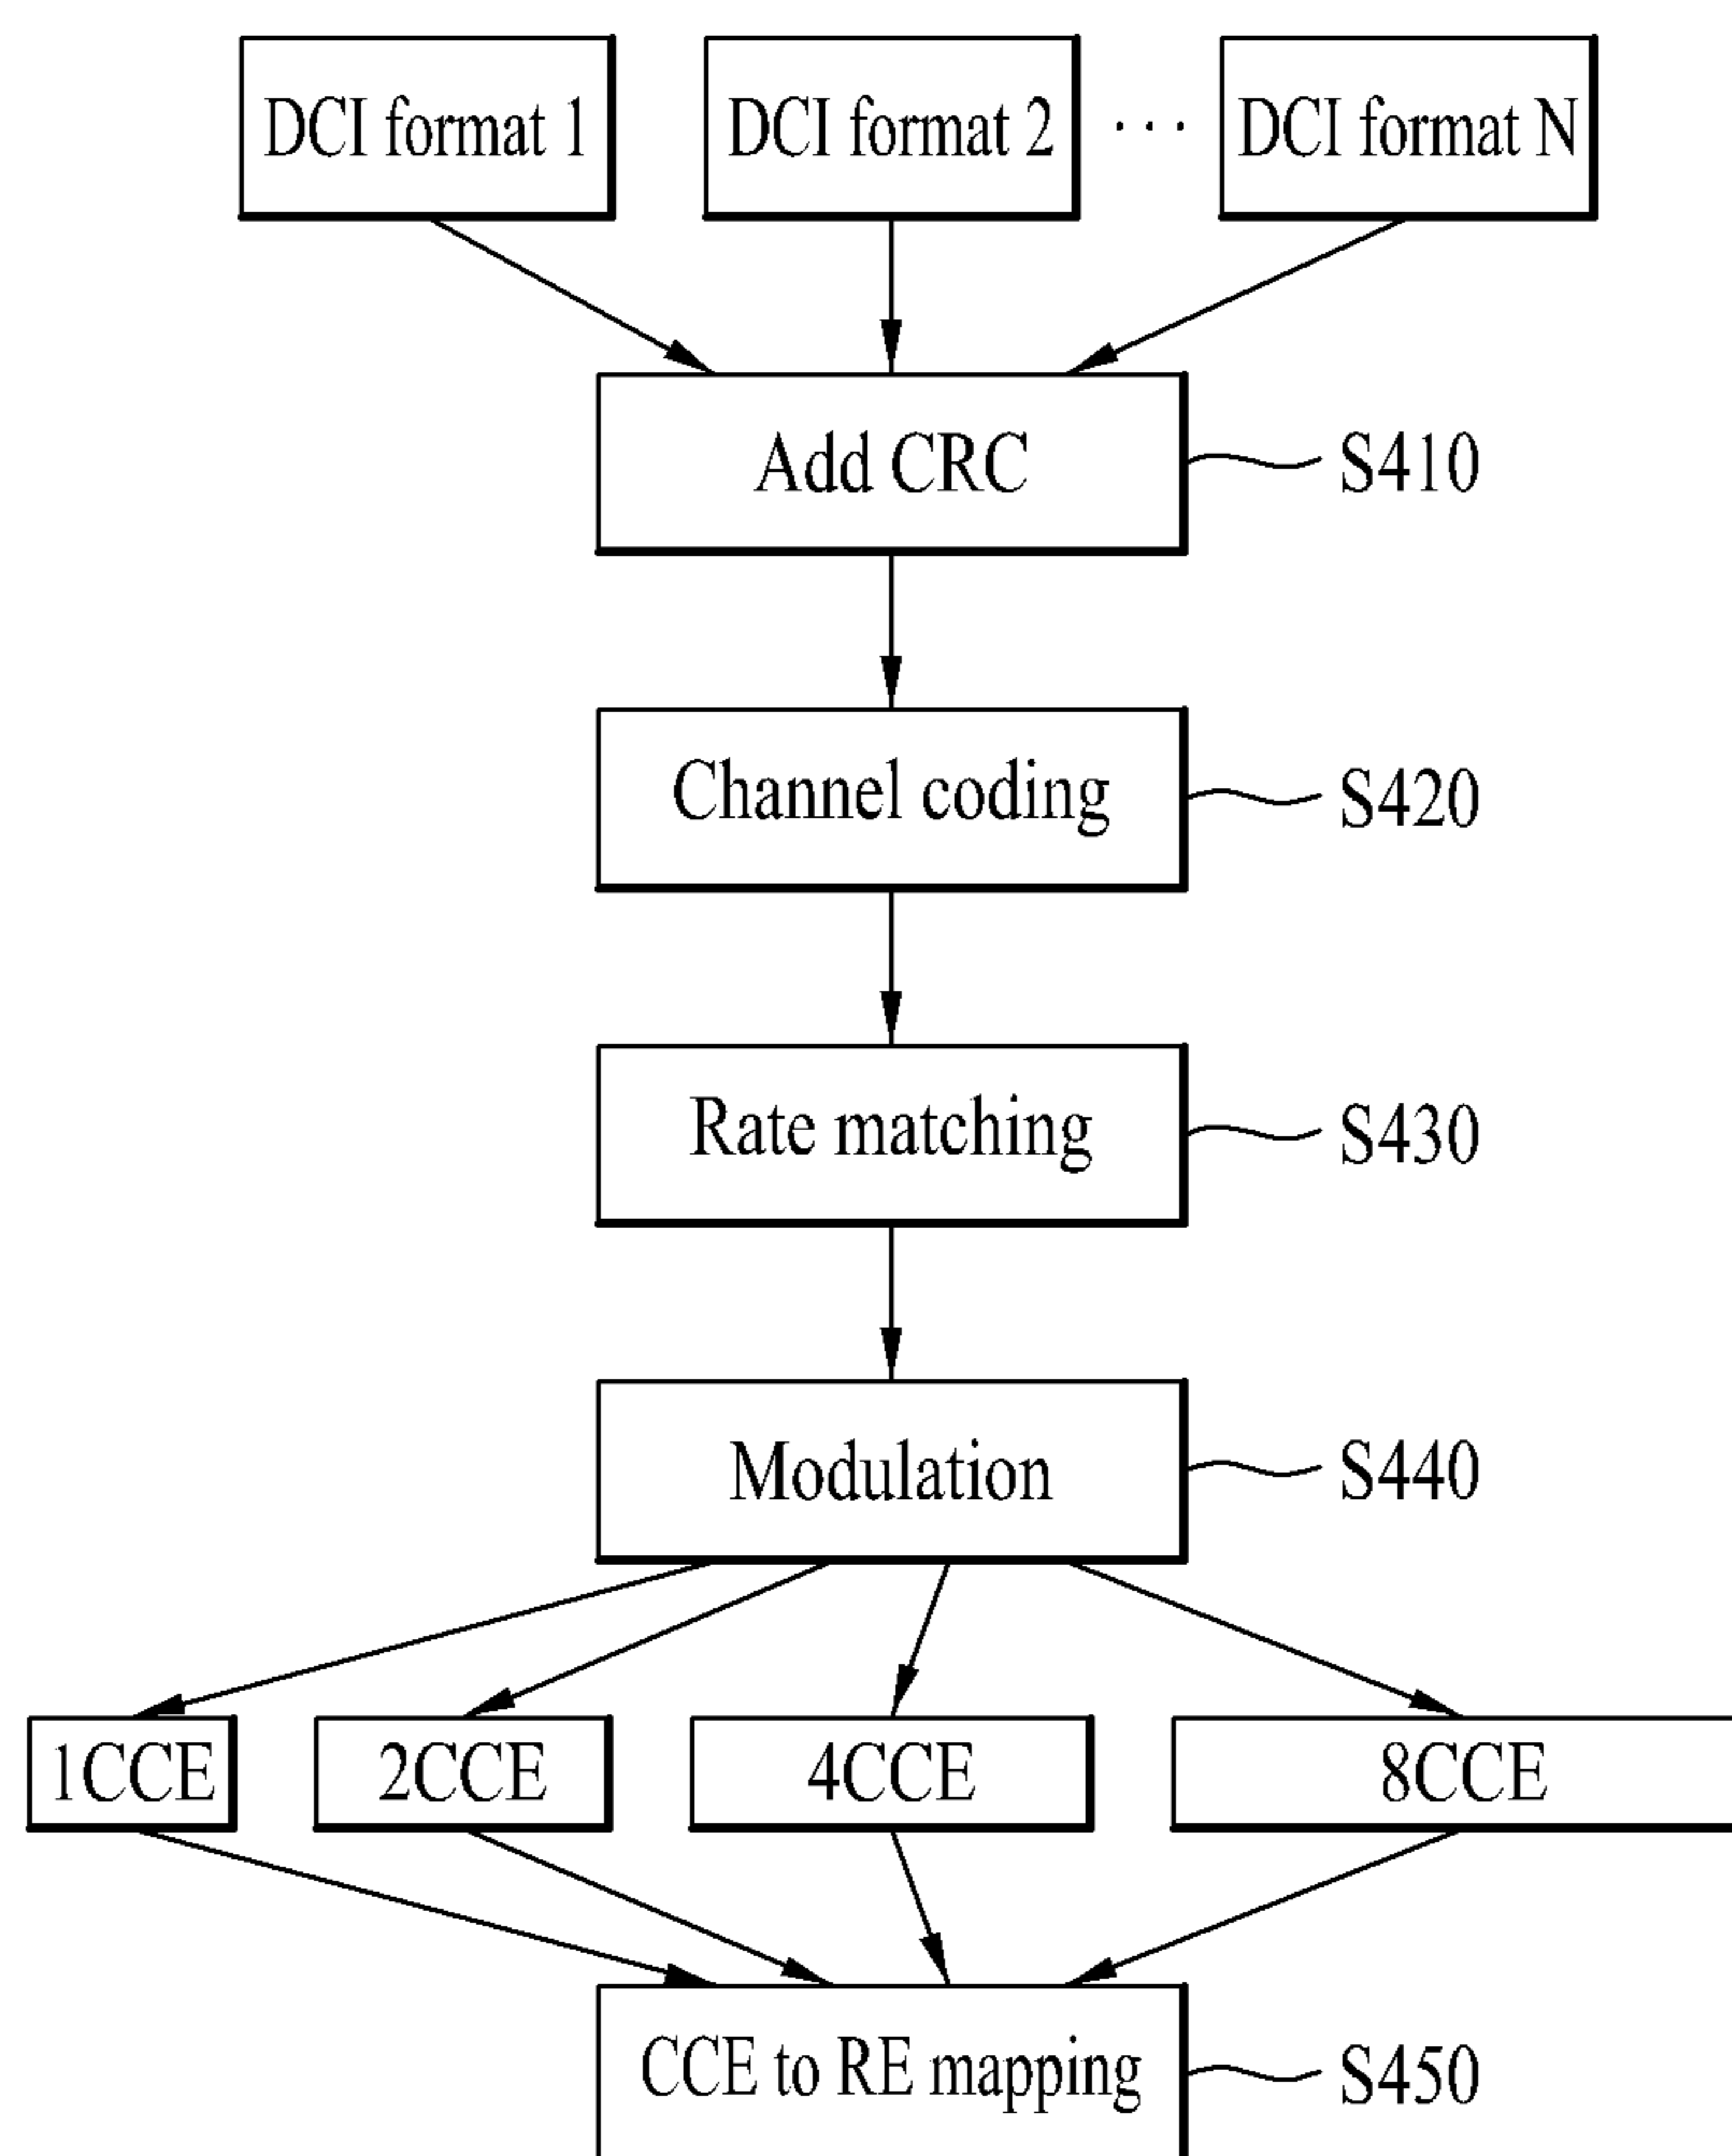 DCI format 1
DCI format 2
...
DCI format N
Add CRC
S410
Channel coding
S420
Rate matching
S430
Modulation
S440
1CCE
2CCE
4CCE
8CCE
CCE to RE mapping
S450